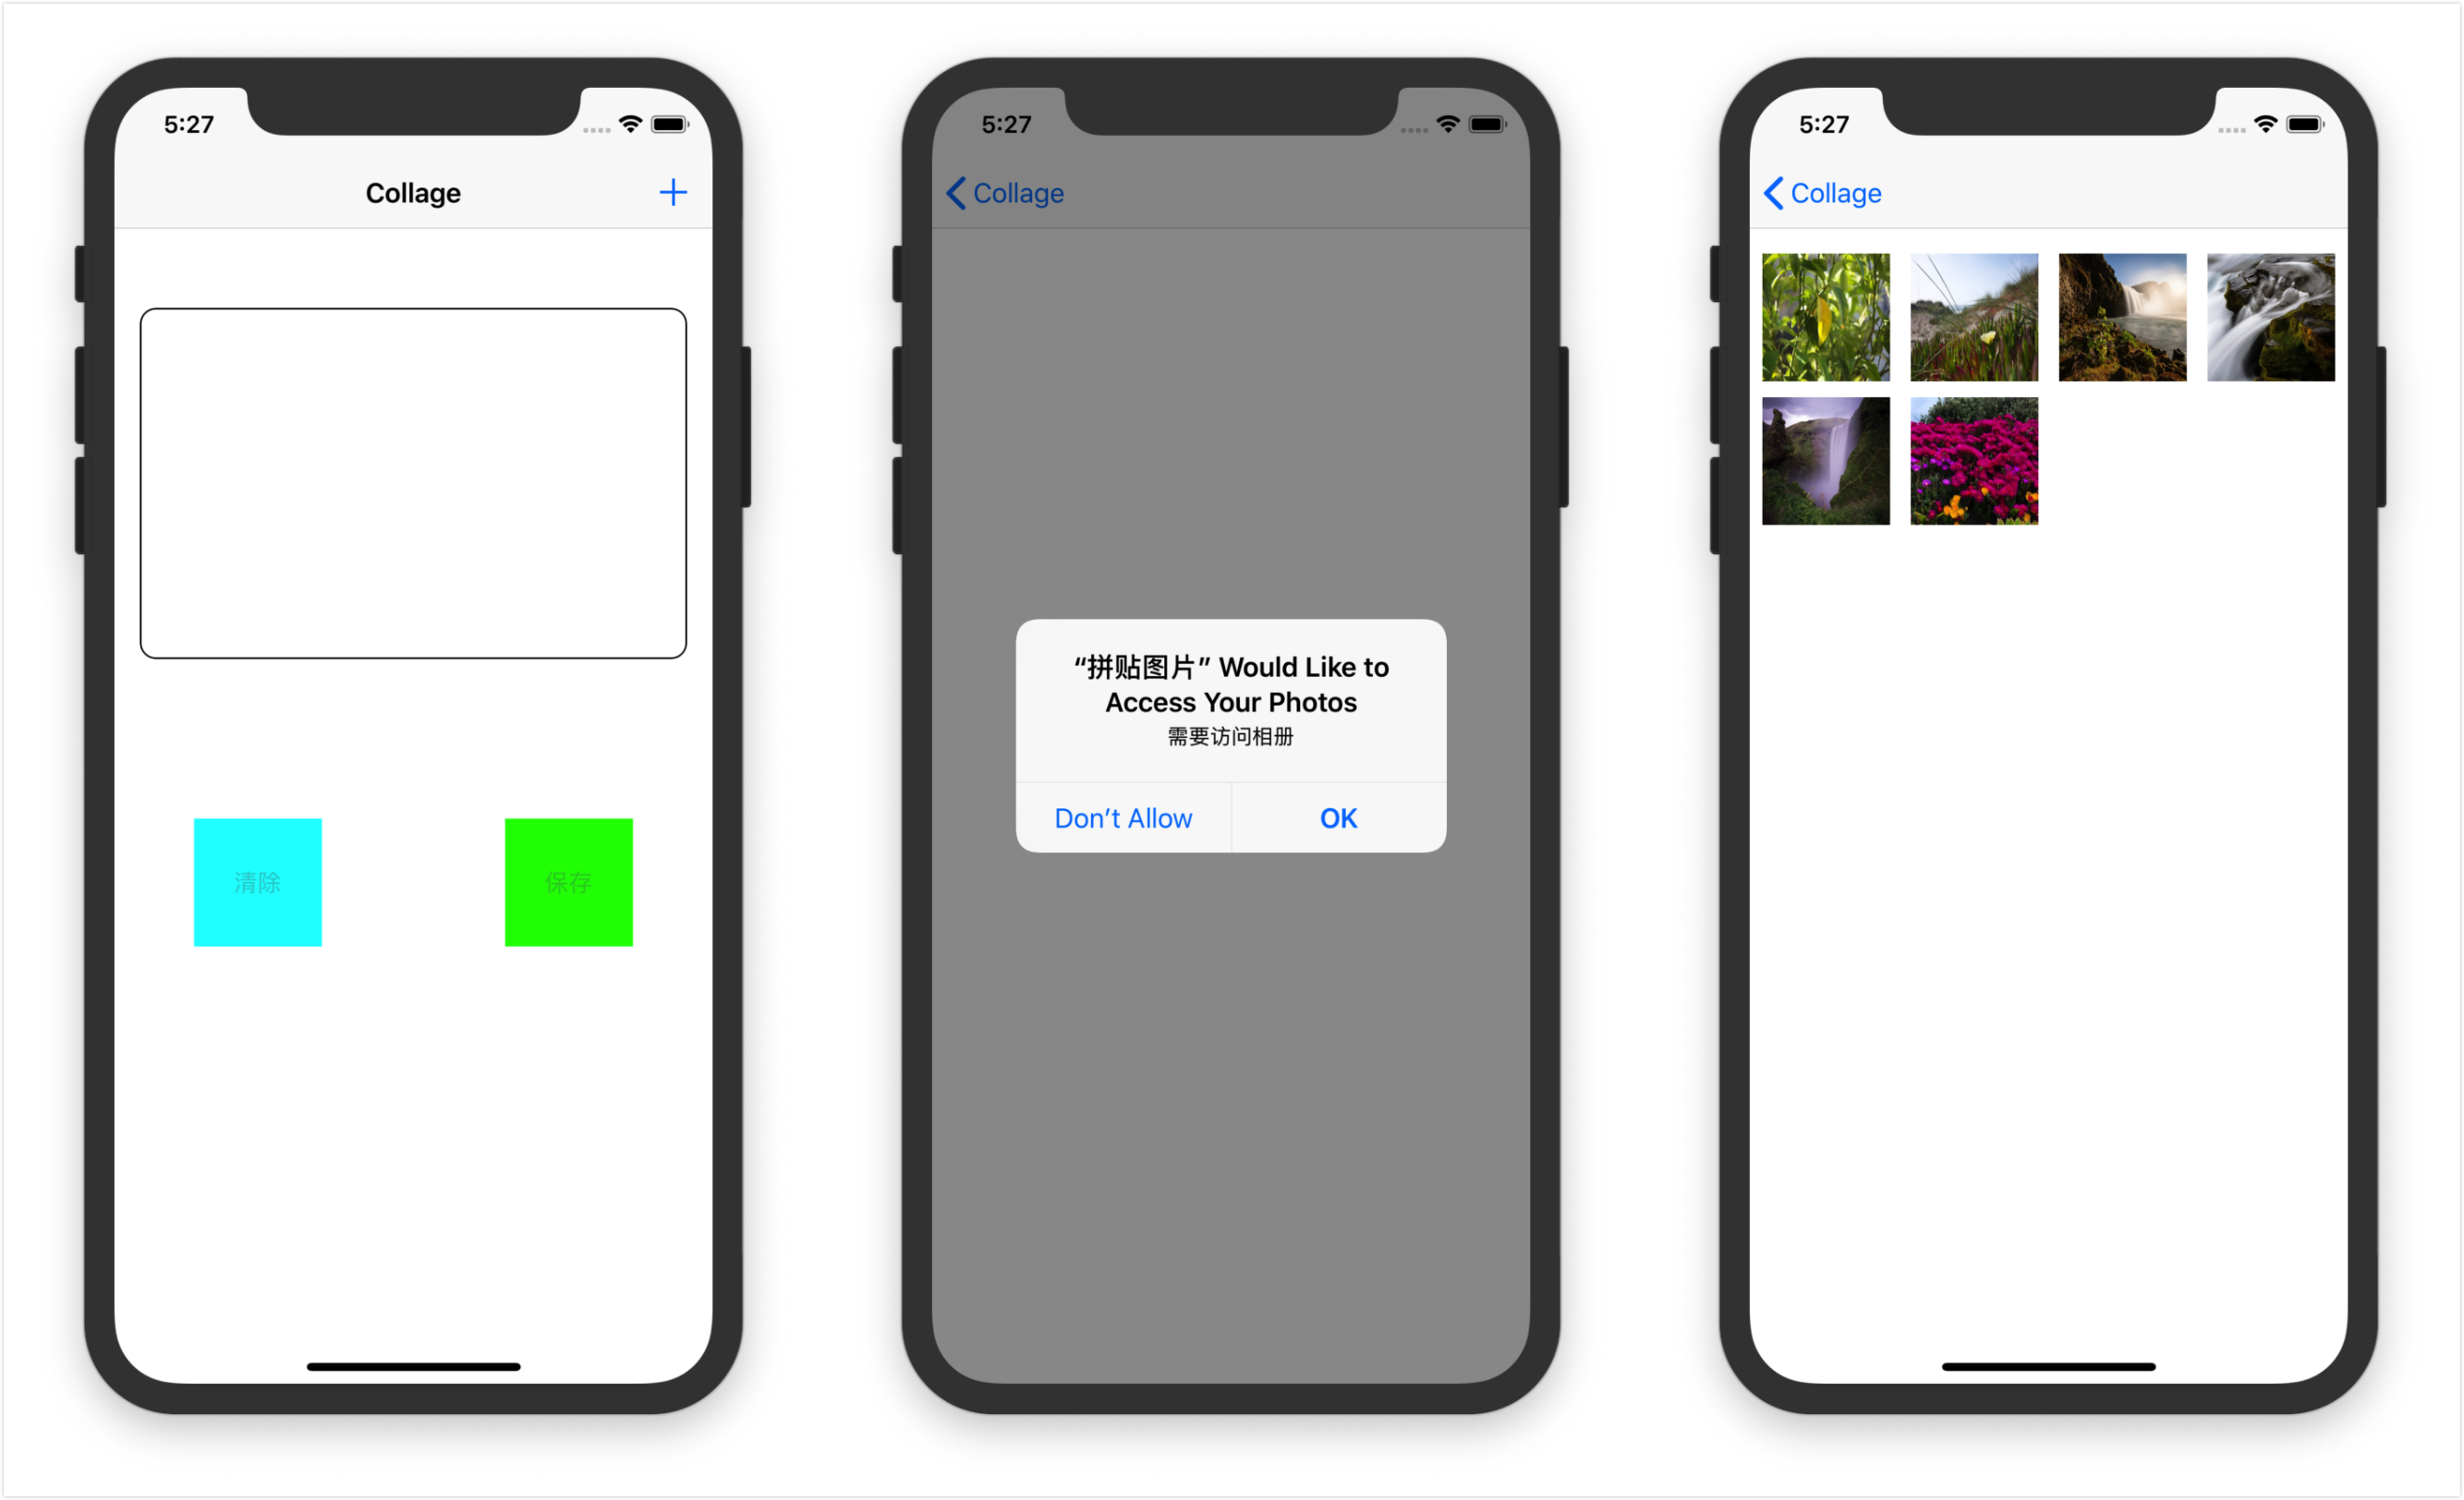 5:27
Collage
清除
保存
5:27
Collage
“拼贴图片” Would Like to
Access Your Photos
需要访问相册
Don’t Allow
OK
5:27
Collage